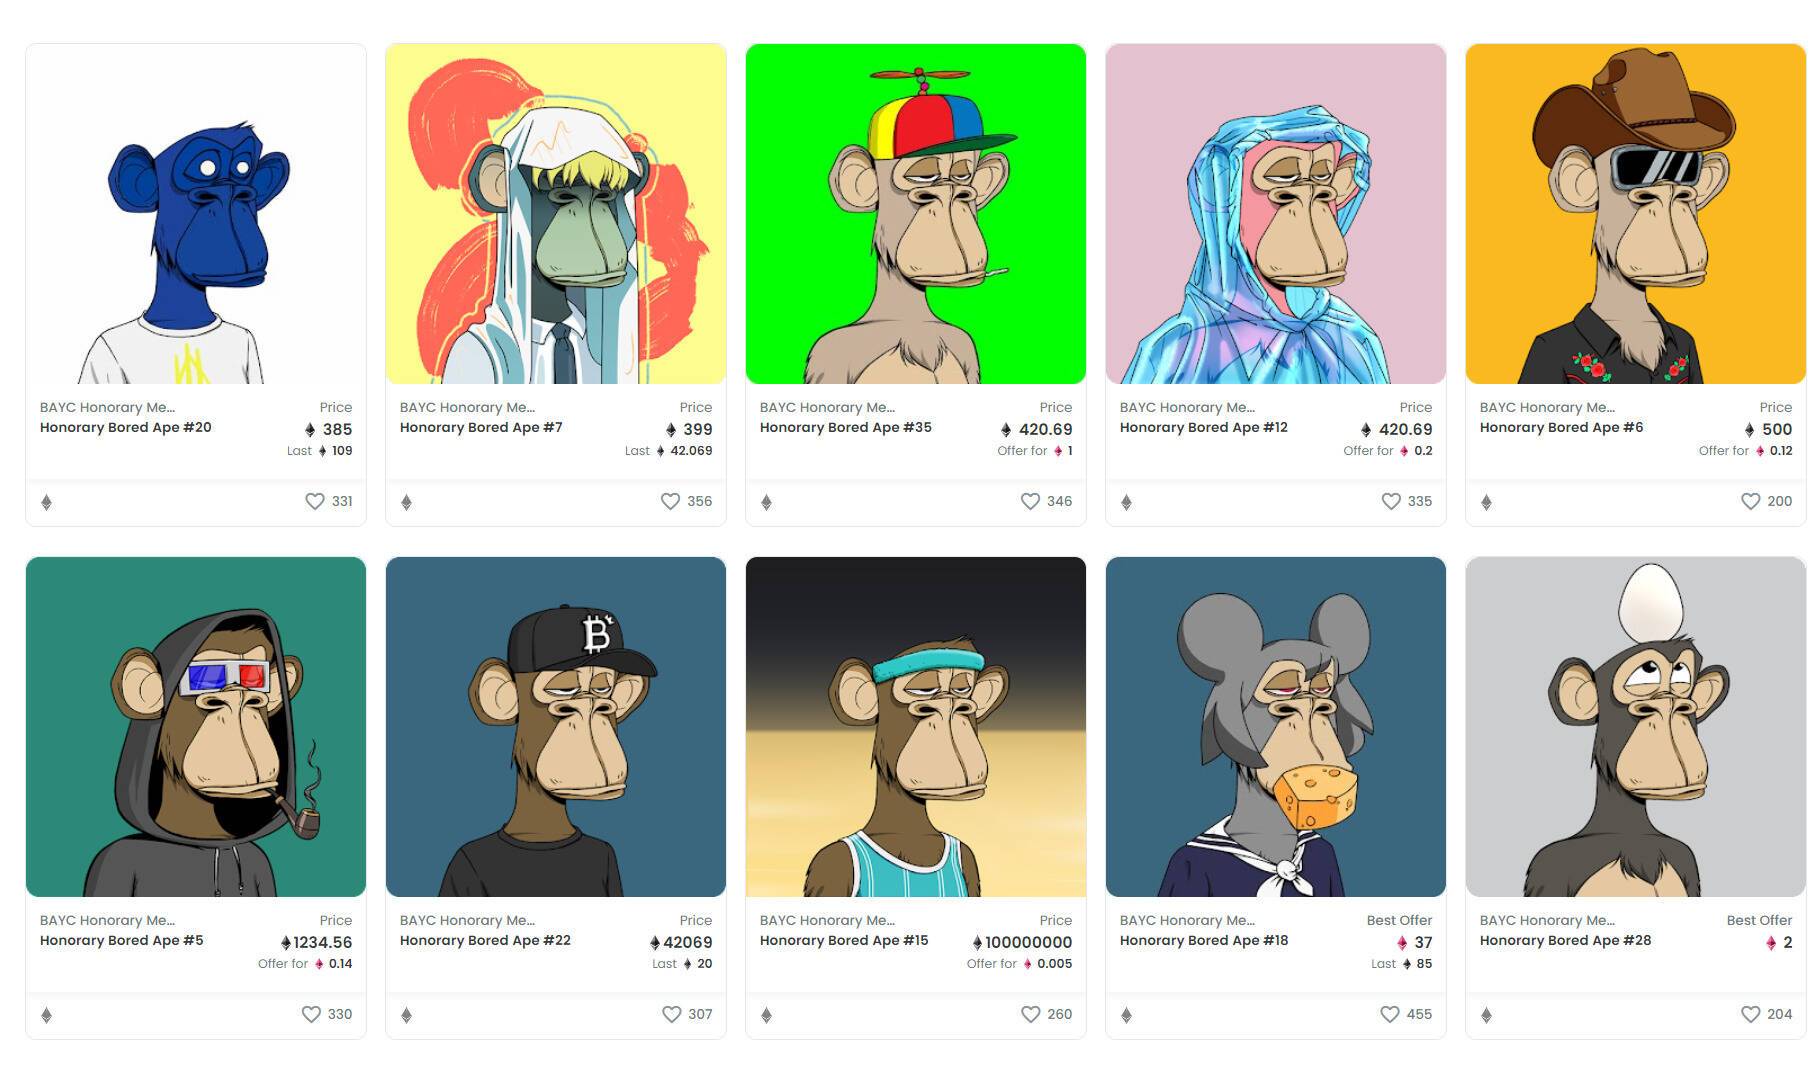 BAYC Honorary Me... Price
Honorary Bored Ape #20 385
Last 109
331
BAYC Honorary Me... Price
Honorary Bored Ape #7 399
Last 42.069
356
BAYC Honorary Me... Price
Honorary Bored Ape #35 420.69
Offer for 1
346
BAYC Honorary Me... Price
Honorary Bored Ape #12 420.69
Offer for 0.2
335
BAYC Honorary Me... Price
Honorary Bored Ape #6 500
Offer for 0.12
200
BAYC Honorary Me... Price
Honorary Bored Ape #5 1234.56
Offer for 0.14
330
BAYC Honorary Me... Price
Honorary Bored Ape #22 42069
Last 20
307
BAYC Honorary Me... Price
Honorary Bored Ape #15 100000000
Offer for 0.005
260
BAYC Honorary Me... Best Offer
Honorary Bored Ape #18 37
Last 85
455
BAYC Honorary Me... Best Offer
Honorary Bored Ape #28 2
204